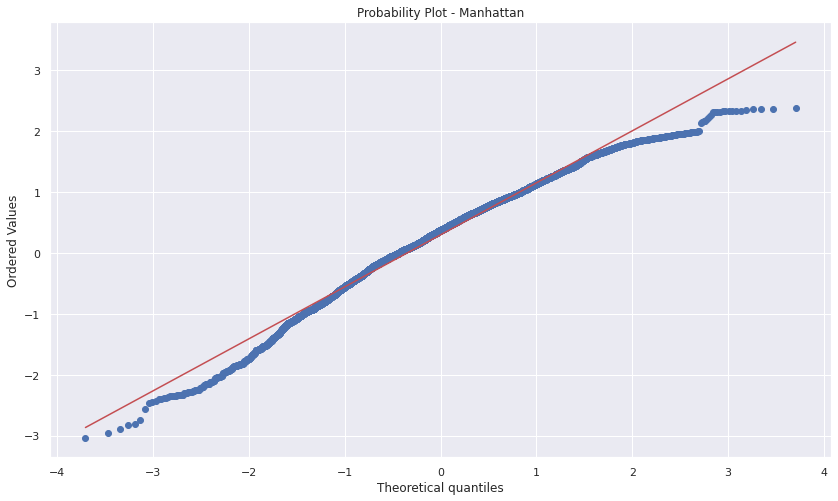 Probability Plot - Manhattan
Ordered Values
3
2
1
0
−1
−2
−3
−4 −3 −2 −1 0 1 2 3 4
Theoretical quantiles